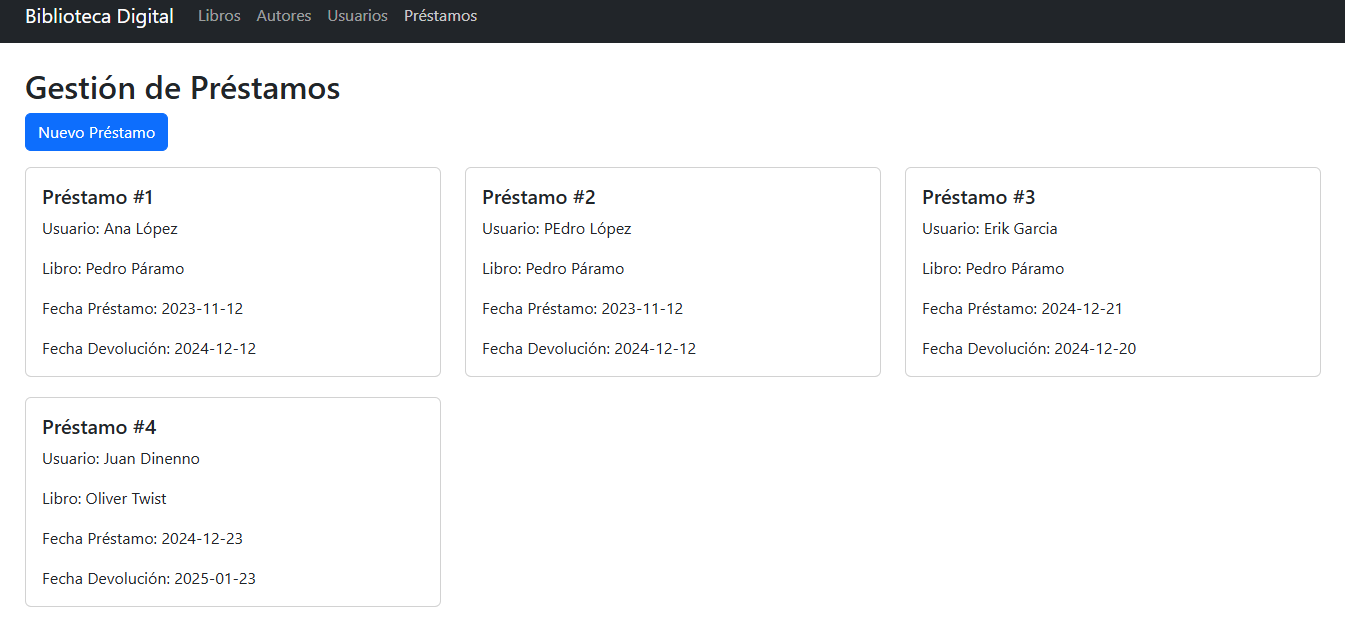 Biblioteca Digital Libros Autores Usuarios Préstamos
Gestión de Préstamos
Nuevo Préstamo
Préstamo #1
Usuario: Ana López
Libro: Pedro Páramo
Fecha Préstamo: 2023-11-12
Fecha Devolución: 2024-12-12
Préstamo #2
Usuario: PEdro López
Libro: Pedro Páramo
Fecha Préstamo: 2023-11-12
Fecha Devolución: 2024-12-12
Préstamo #3
Usuario: Erik Garcia
Libro: Pedro Páramo
Fecha Préstamo: 2024-12-21
Fecha Devolución: 2024-12-20
Préstamo #4
Usuario: Juan Dinenno
Libro: Oliver Twist
Fecha Préstamo: 2024-12-23
Fecha Devolución: 2025-01-23